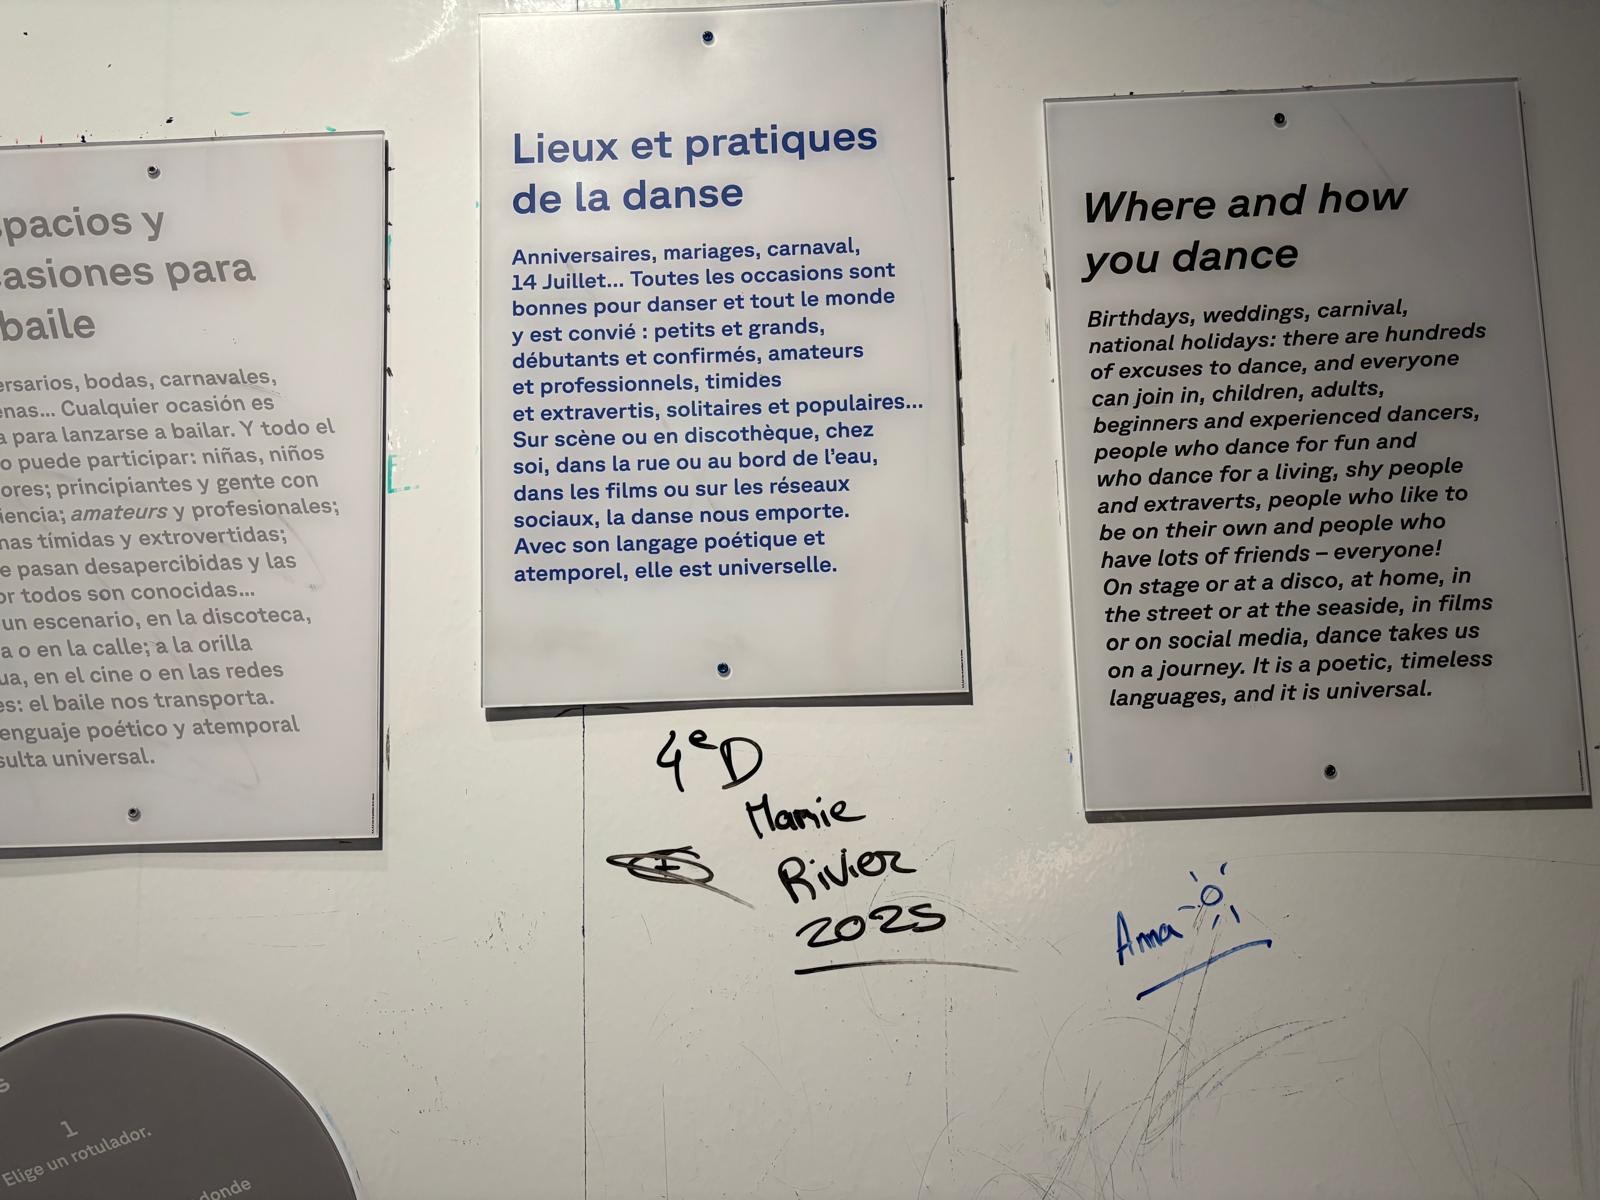 spacios y
casiones para
baile
ersarios, bodas, carnavales,
enas... Cualquier ocasión es
a para lanzarse a bailar. Y todo el
o puede participar: niñas, niños
ores; principiantes y gente con
iencia; amateurs y profesionales;
nas tímidas y extrovertidas;
e pasan desapercibidas y las
or todos son conocidas...
un escenario, en la discoteca,
a o en la calle; a la orilla
ua, en el cine o en las redes
es: el baile nos transporta.
enguaje poético y atemporal
sulta universal.
Lieux et pratiques
de la danse
Anniversaires, mariages, carnaval,
14 Juillet... Toutes les occasions sont
bonnes pour danser et tout le monde
y est convié : petits et grands,
débutants et confirmés, amateurs
et professionnels, timides
et extravertis, solitaires et populaires...
Sur scène ou en discothèque, chez
soi, dans la rue ou au bord de l'eau,
dans les films ou sur les réseaux
sociaux, la danse nous emporte.
Avec son langage poétique et
atemporel, elle est universelle.
Where and how
you dance
Birthdays, weddings, carnival,
national holidays: there are hundreds
of excuses to dance, and everyone
can join in, children, adults,
beginners and experienced dancers,
people who dance for fun and
who dance for a living, shy people
and extraverts, people who like to
be on their own and people who
have lots of friends – everyone!
On stage or at a disco, at home, in
the street or at the seaside, in films
or on social media, dance takes us
on a journey. It is a poetic, timeless
languages, and it is universal.
4e D
Marie
Rivier
2025
Anna
1
Elige un rotulador.
donde